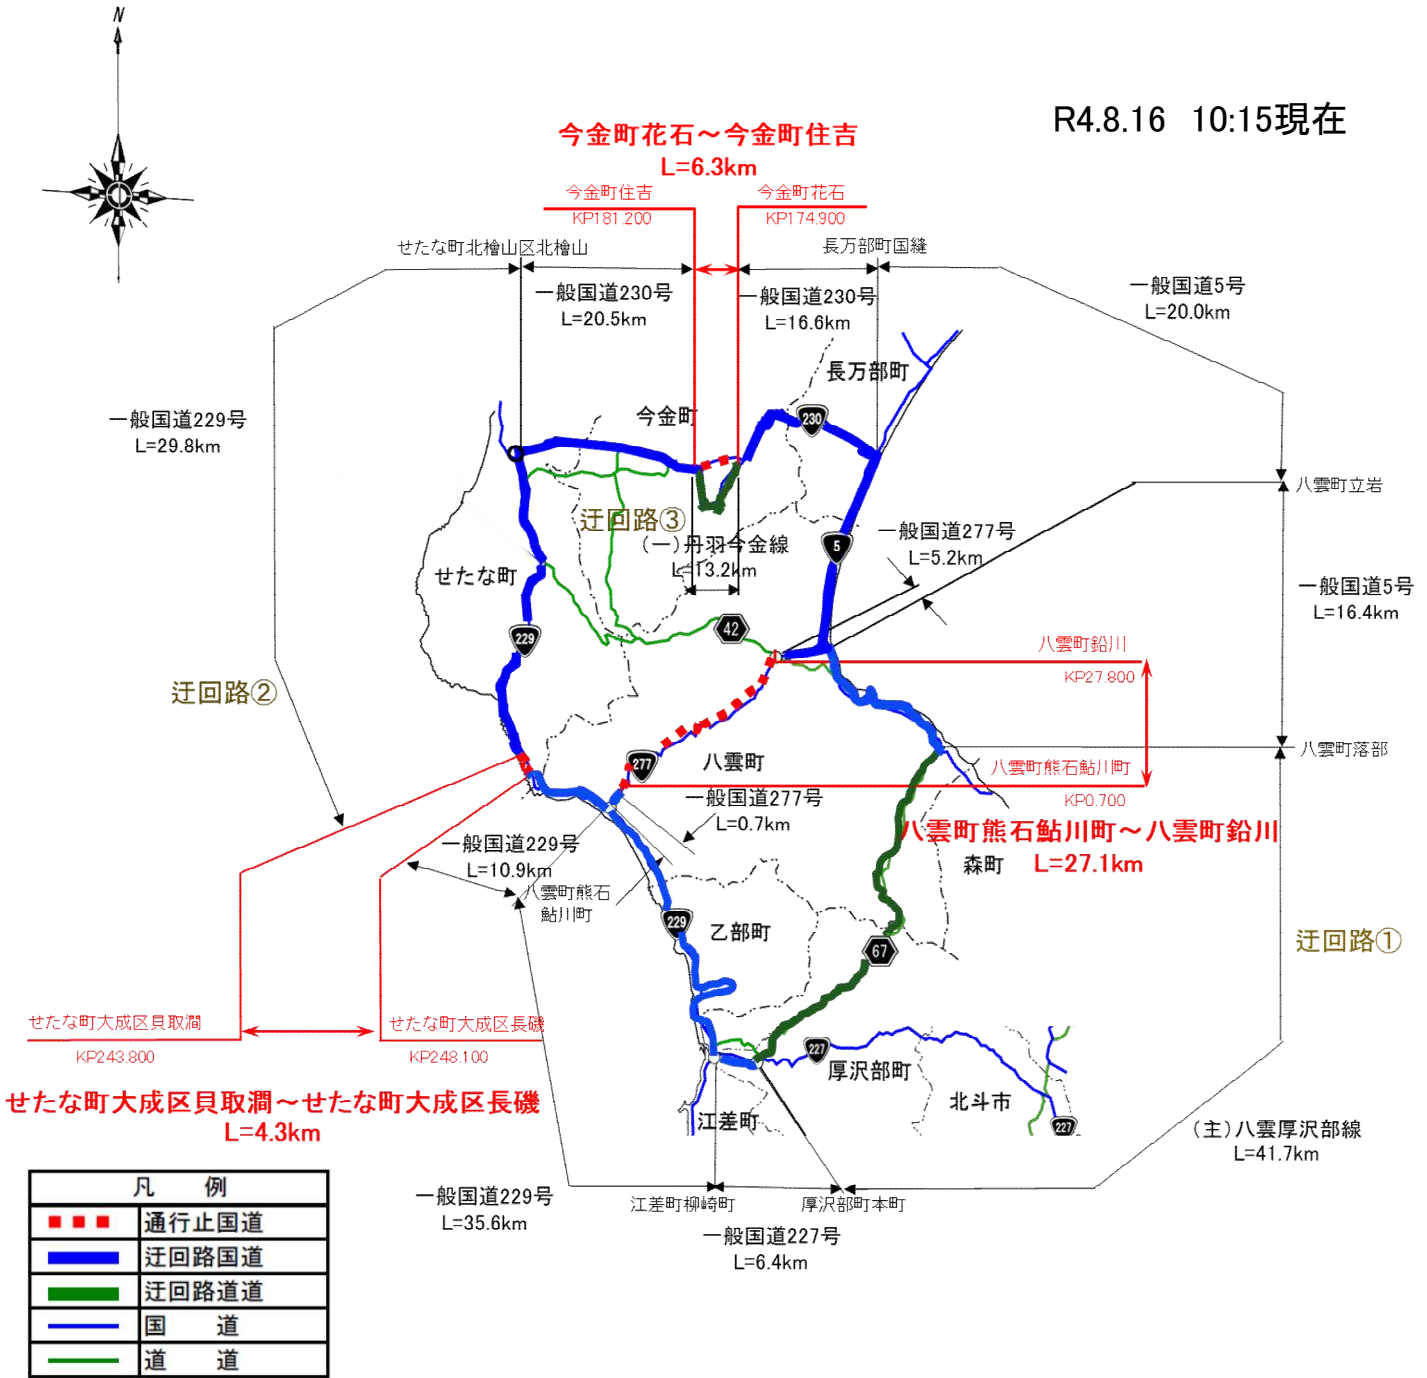 N
R4.8.16 10:15現在
今金町花石～今金町住吉
L=6.3km
今金町住吉
KP181.200
今金町花石
KP174.900
せたな町北檜山区北檜山
長万部町国縫
一般国道230号
L=20.5km
一般国道230号
L=16.6km
一般国道5号
L=20.0km
長万部町
今金町
230
一般国道229号
L=29.8km
八雲町立岩
迂回路③
(一)丹羽今金線
L=13.2km
5
一般国道277号
L=5.2km
せたな町
一般国道5号
L=16.4km
42
229
八雲町鉛川
KP27.800
迂回路②
八雲町落部
277
八雲町
八雲町熊石鮎川町
KP0.700
一般国道277号
L=0.7km
八雲町熊石鮎川町～八雲町鉛川
L=27.1km
一般国道229号
L=10.9km
八雲町熊石
鮎川町
森町
229
乙部町
67
迂回路①
せたな町大成区貝取澗
KP243.800
せたな町大成区長磯
KP248.100
227
厚沢部町
せたな町大成区貝取澗～せたな町大成区長磯
L=4.3km
江差町
北斗市
227
(主)八雲厚沢部線
L=41.7km
一般国道229号
L=35.6km
江差町柳崎町
厚沢部町本町
一般国道227号
L=6.4km
凡 例
通行止国道
迂回路国道
迂回路道道
国 道
道 道